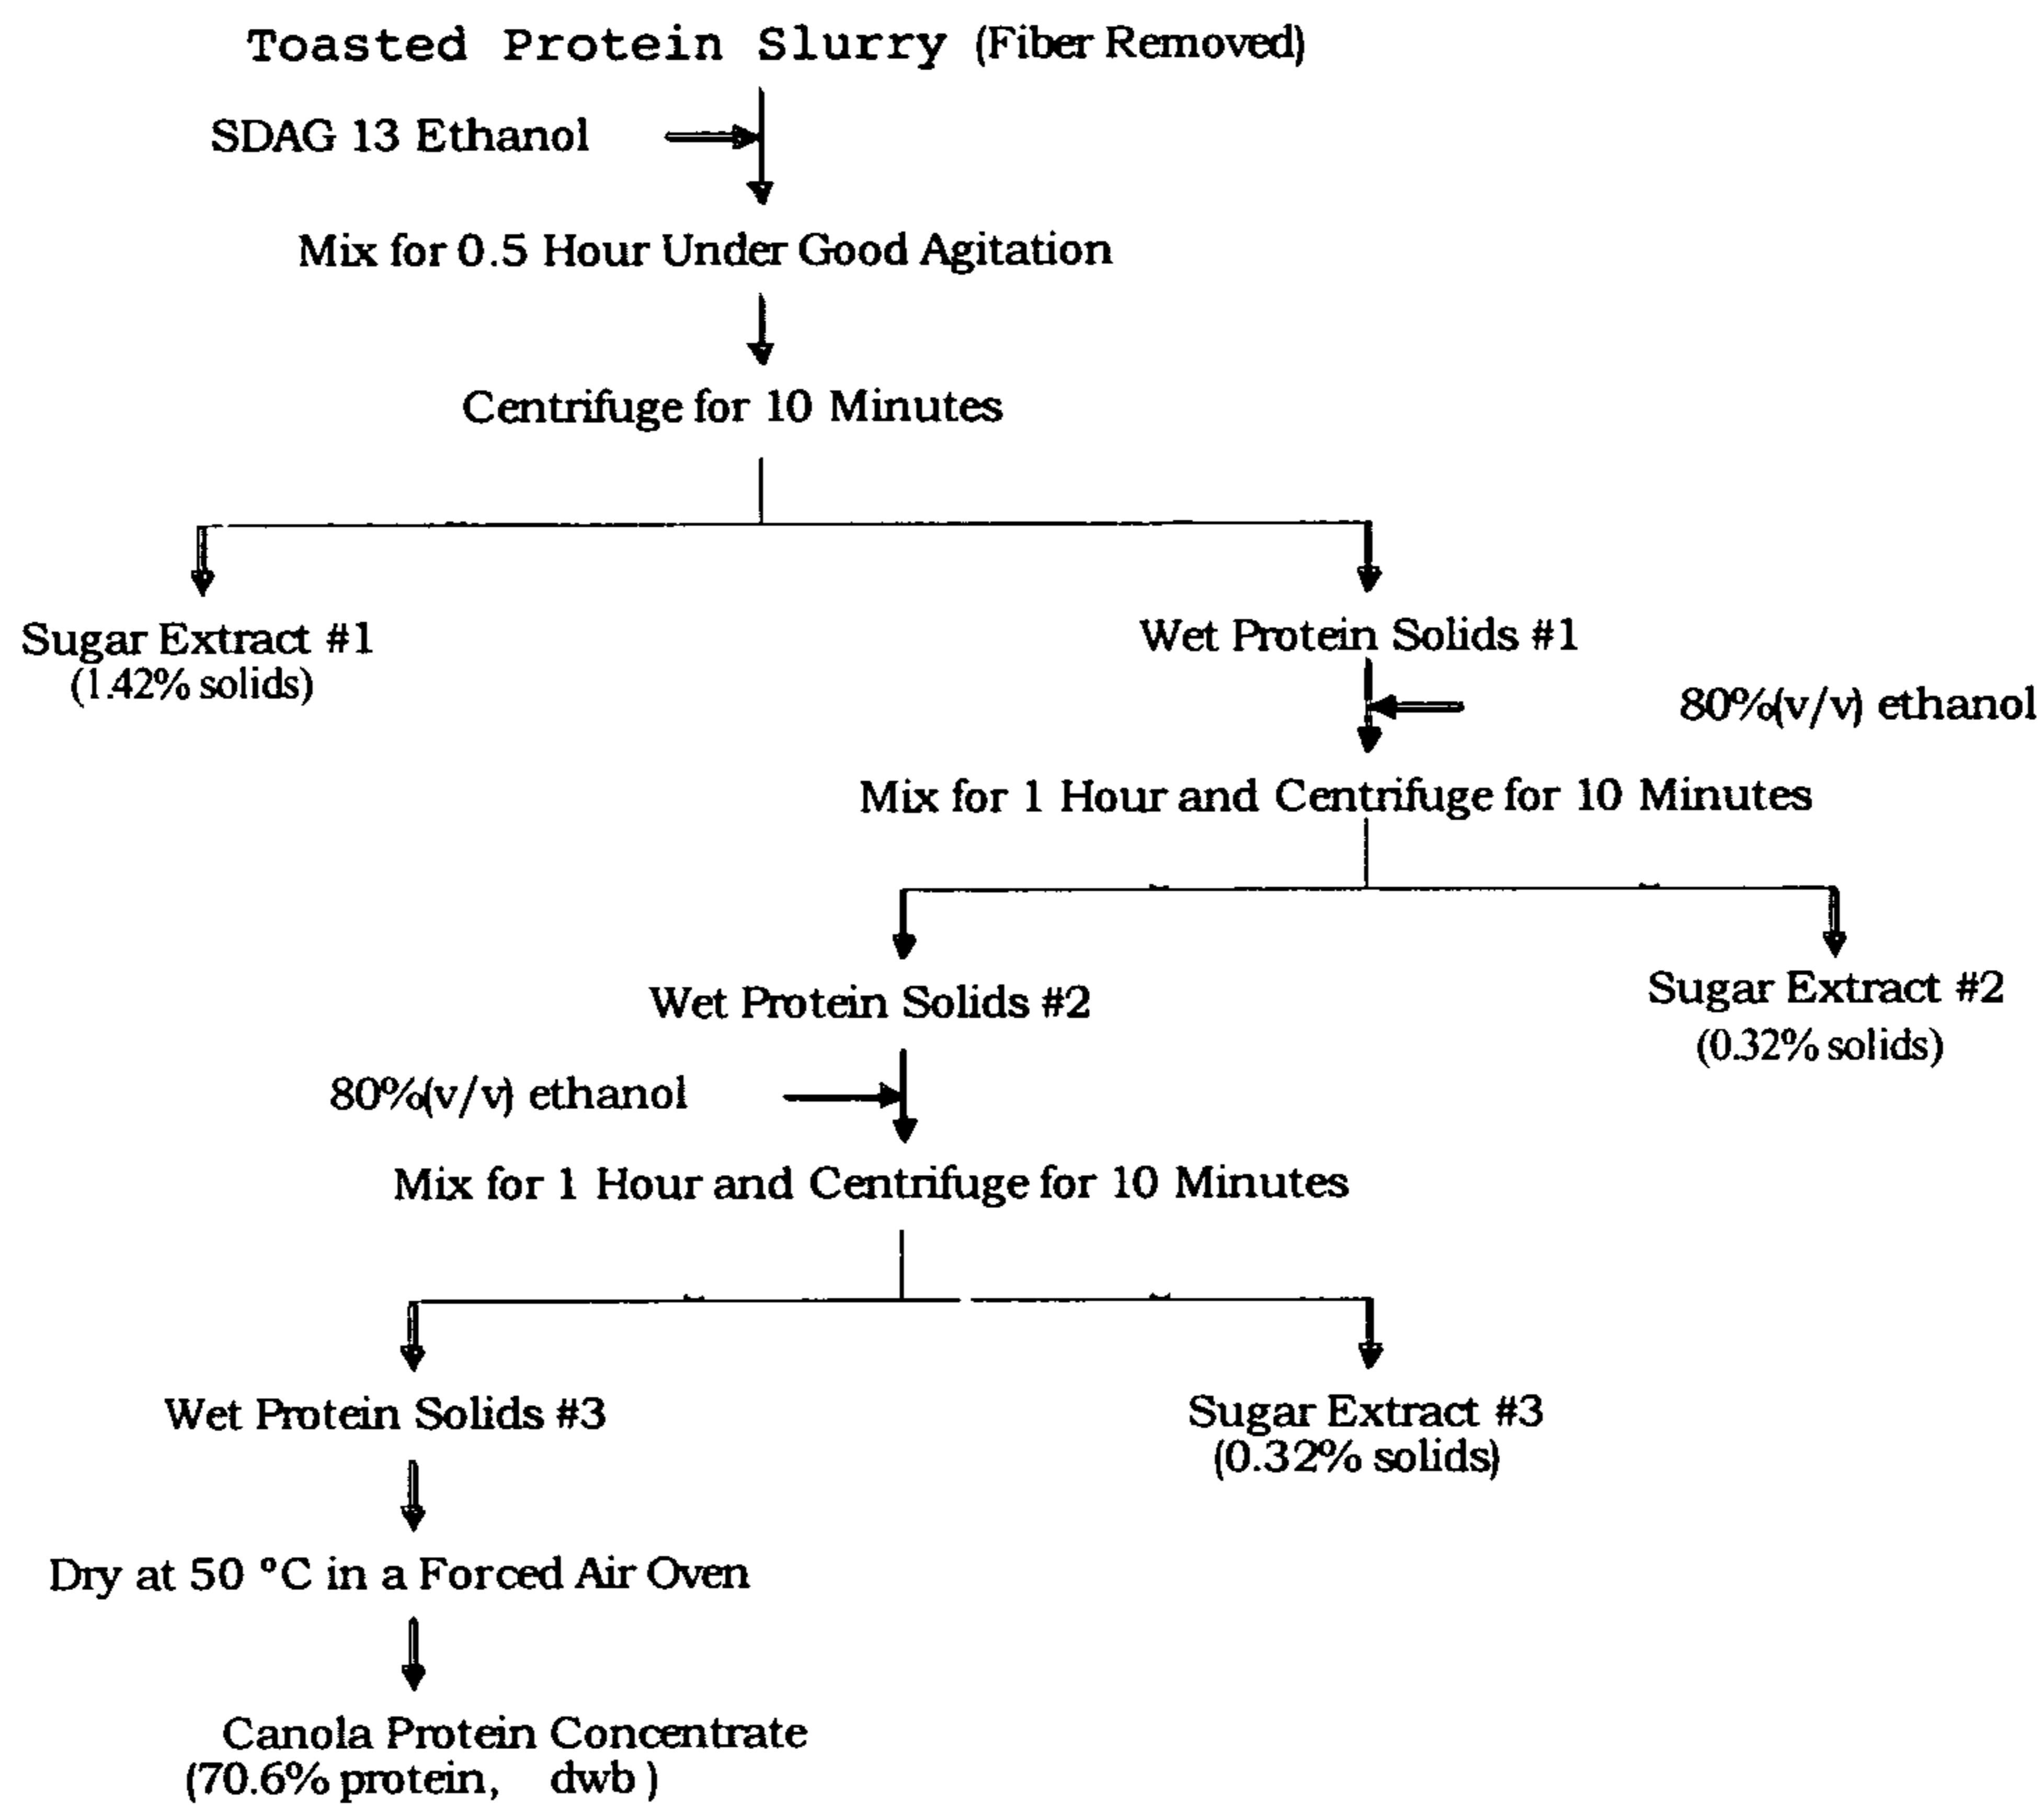 Toasted Protein Slurry (Fiber Removed)
SDAG 13 Ethanol
Mix for 0.5 Hour Under Good Agitation
Centrifuge for 10 Minutes
Sugar Extract #1
(1.42% solids)
Wet Protein Solids #1
80%(v/v) ethanol
Mix for 1 Hour and Centrifuge for 10 Minutes
Wet Protein Solids #2
Sugar Extract #2
(0.32% solids)
80%(v/v) ethanol
Mix for 1 Hour and Centrifuge for 10 Minutes
Wet Protein Solids #3
Sugar Extract #3
(0.32% solids)
Dry at 50 °C in a Forced Air Oven
Canola Protein Concentrate
(70.6% protein, dwb )